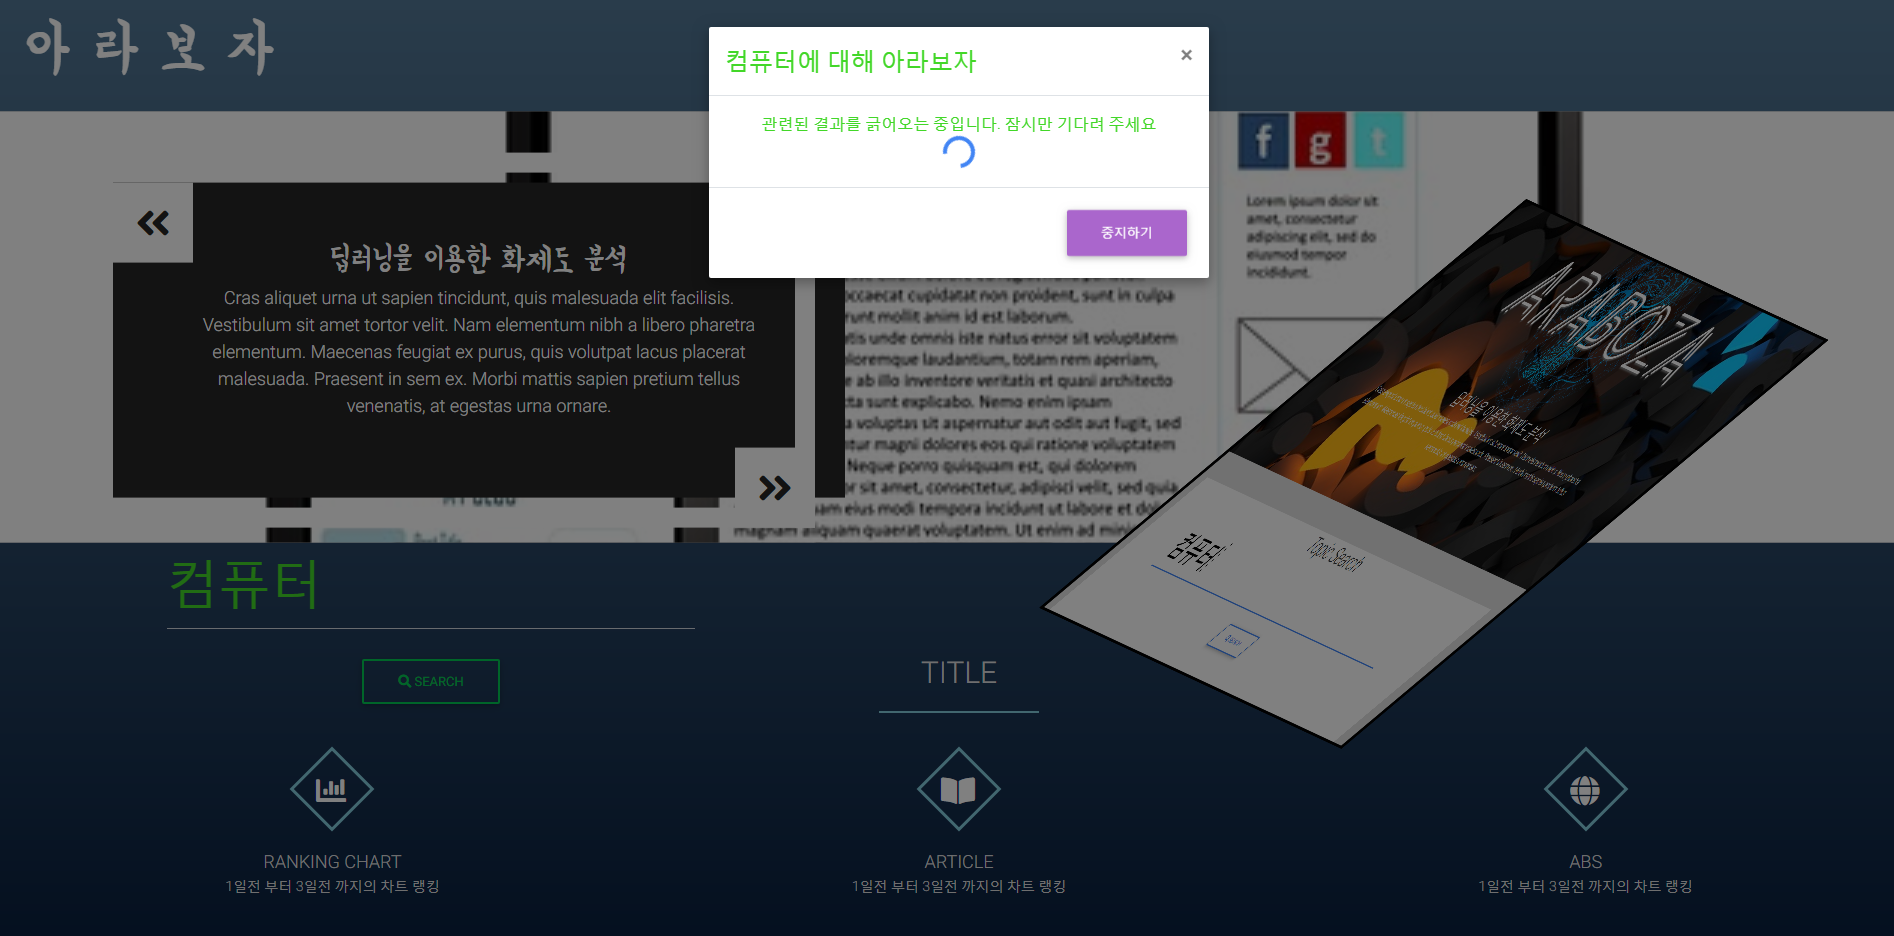 아라보자
컴퓨터에 대해 아라보자
×
관련된 결과를 긁어오는 중입니다. 잠시만 기다려 주세요
중지하기
딥러닝을 이용한 화제도 분석
Cras aliquet urna ut sapien tincidunt, quis malesuada elit facilisis.
Vestibulum sit amet tortor velit. Nam elementum nibh a libero pharetra
elementum. Maecenas feugiat ex purus, quis volutpat lacus placerat
malesuada. Praesent in sem ex. Morbi mattis sapien pretium tellus
venenatis, at egestas urna ornare.
f g t
Lorem ipsum dolor sit
amet, consectetur
adipiscing elit, sed do
eiusmod tempor
incididunt.
occaecat cupidatat non proident, sunt in culpa
runt mollit anim id est laborum.
unde omnis iste natus error sit voluptatem
doloremque laudantium, totam rem aperiam,
ab illo inventore veritatis et quasi architecto
sunt explicabo. Nemo enim ipsam
voluptas sit aspernatur aut odit aut fugit, sed
magni dolores eos qui ratione voluptatem
Neque porro quisquam est, qui dolorem
sit amet, consectetur, adipisci velit, sed quia
eius modi tempora incidunt ut labore et
magnam aliquam quaerat voluptatem. Ut enim ad
ARABOZA
딥러닝을 이용한 화제도 분석
컴퓨터
Topic Search
컴퓨터
SEARCH
TITLE
RANKING CHART
1일전 부터 3일전 까지의 차트 랭킹
ARTICLE
1일전 부터 3일전 까지의 차트 랭킹
ABS
1일전 부터 3일전 까지의 차트 랭킹